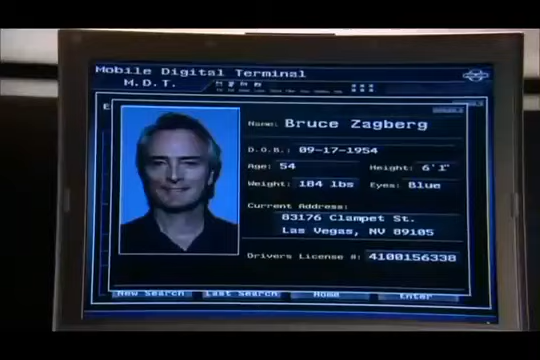 Mobile Digital Terminal
M.D.T.
E
Name: Bruce Zagberg
D.O.B.: 09-17-1954
Age: 54 Height: 6'1"
Weight: 184 lbs Eyes: Blue
Current Address:
83176 Clampet St.
Las Vegas, NV 89105
Drivers License #: 4100156338
New Search Last Search Home Enter